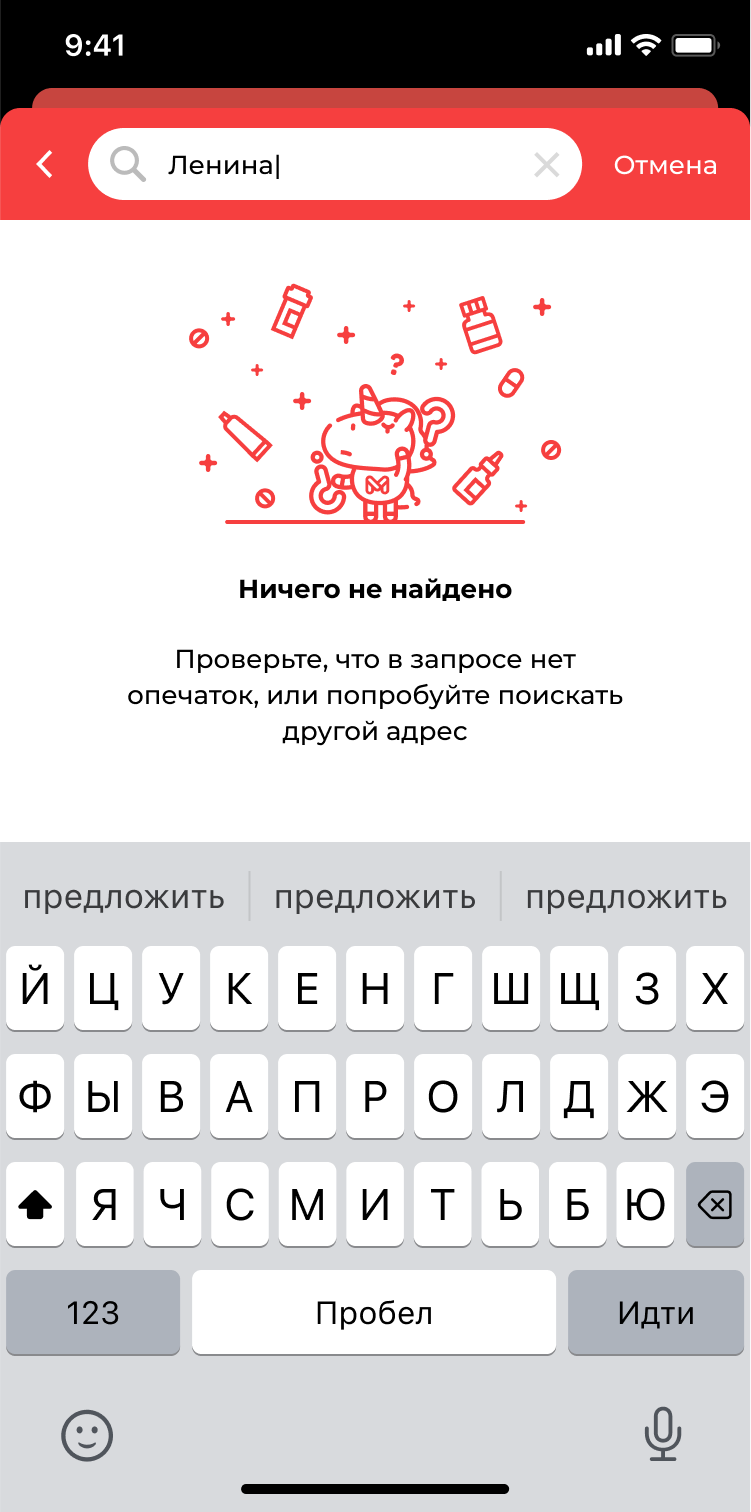 9:41
Ленина
Отмена
?
Ничего не найдено
Проверьте, что в запросе нет
опечаток, или попробуйте поискать
другой адрес
предложить предложить предложить
Й Ц У К Е Н Г Ш Щ З Х
Ф Ы В А П Р О Л Д Ж Э
Я Ч С М И Т Ь Б Ю
123 Пробел Идти